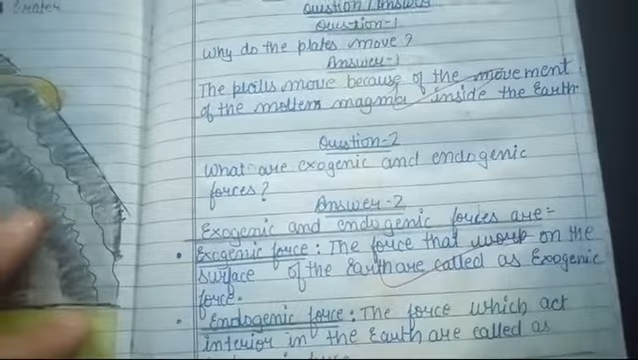 Crater
Question/Answer
Question-1
Why do the plates move?
Answer-1
The plates move because of the movement
of the molten magma inside the Earth
Question-2
What are exogenic and endogenic
forces?
Answer-2
Exogenic and endogenic forces are:-
• Exogenic force: The force that work on the
surface of the Earth are called as Exogenic
force.
• Endogenic force: The force which act
interior in the Earth are called as